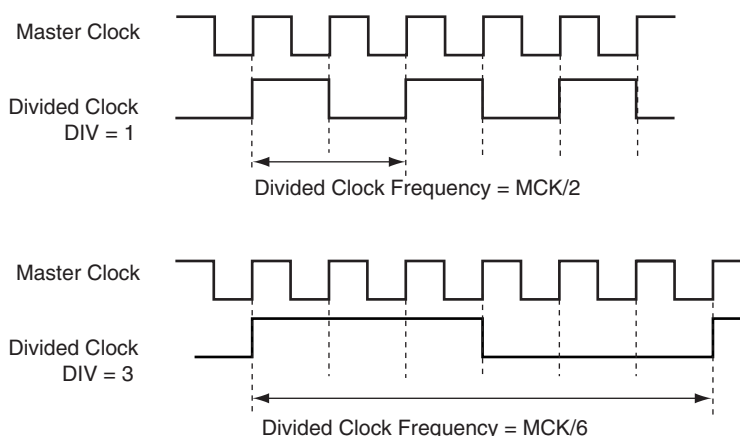 Master Clock
Divided Clock
DIV = 1
Divided Clock Frequency = MCK/2
Master Clock
Divided Clock
DIV = 3
Divided Clock Frequency = MCK/6